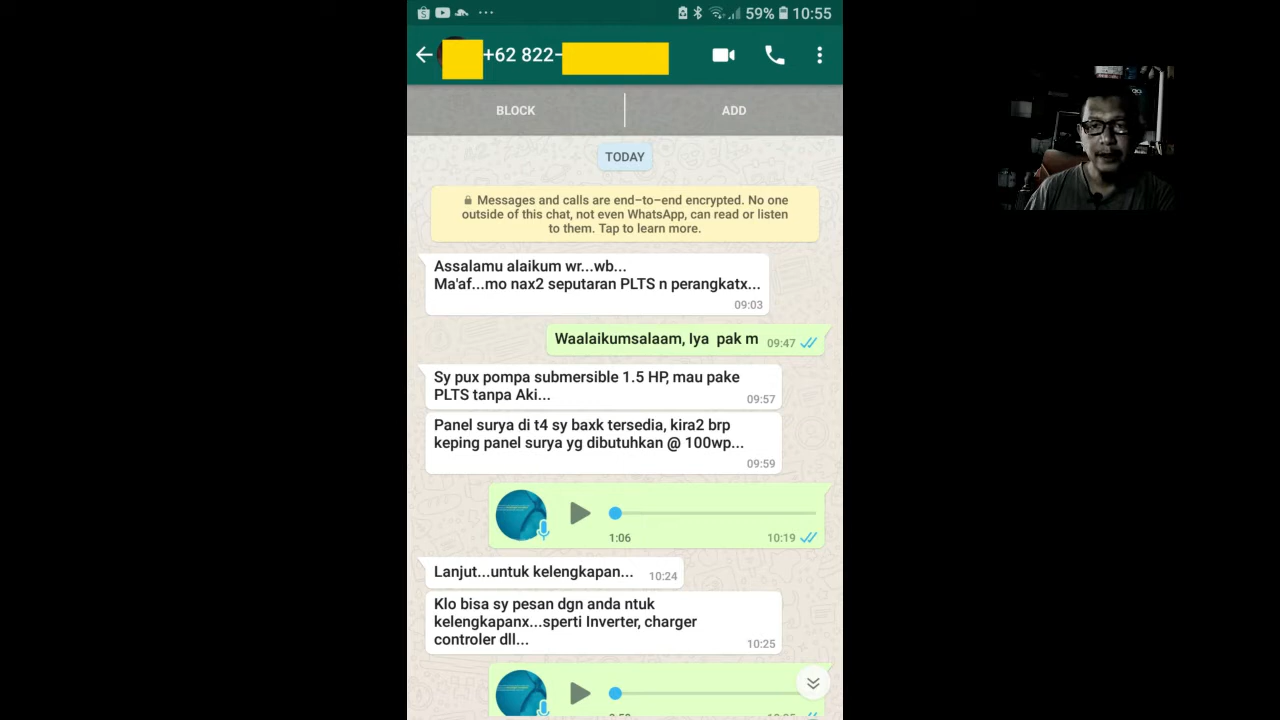 59% 10:55
+62 822-
BLOCK
ADD
TODAY
Messages and calls are end-to-end encrypted. No one
outside of this chat, not even WhatsApp, can read or listen
to them. Tap to learn more.
Assalamu alaikum wr...wb...
Ma'af...mo nax2 seputaran PLTS n perangkatx...
09:03
Waalaikumsalaam, Iya pak m 09:47
Sy pux pompa submersible 1.5 HP, mau pake
PLTS tanpa Aki...
09:57
Panel surya di t4 sy baxk tersedia, kira2 brp
keping panel surya yg dibutuhkan @ 100wp...
09:59
1:06 10:19
Lanjut...untuk kelengkapan... 10:24
Klo bisa sy pesan dgn anda ntuk
kelengkapanx...sperti Inverter, charger
controler dll...
10:25